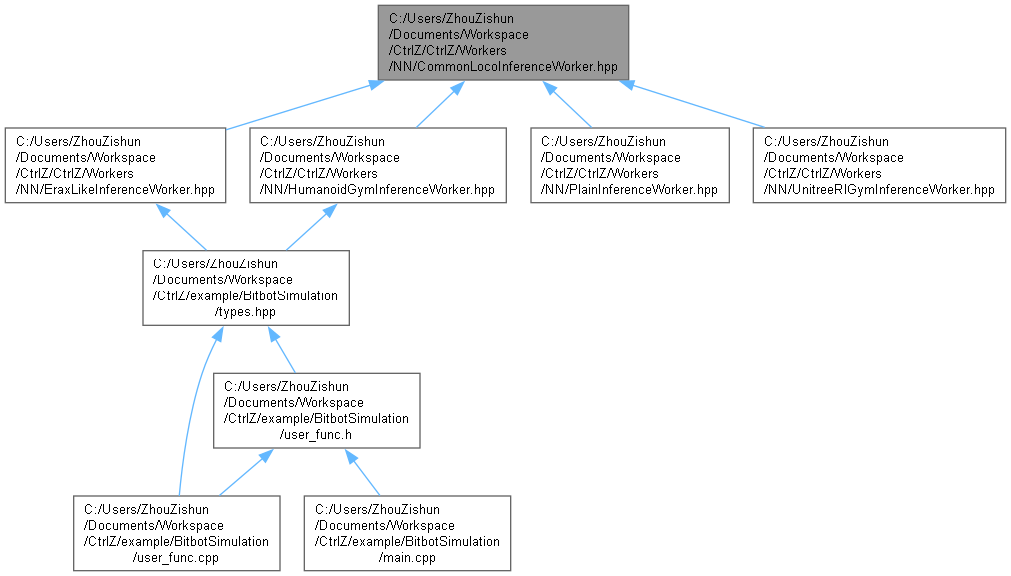 C:/Users/ZhouZishun
/Documents/Workspace
/CtrlZ/CtrlZ/Workers
/NN/CommonLocoInferenceWorker.hpp
C:/Users/ZhouZishun
/Documents/Workspace
/CtrlZ/CtrlZ/Workers
/NN/EraxLikeInferenceWorker.hpp
C:/Users/ZhouZishun
/Documents/Workspace
/CtrlZ/CtrlZ/Workers
/NN/HumanoidGymInferenceWorker.hpp
C:/Users/ZhouZishun
/Documents/Workspace
/CtrlZ/CtrlZ/Workers
/NN/PlainInferenceWorker.hpp
C:/Users/ZhouZishun
/Documents/Workspace
/CtrlZ/CtrlZ/Workers
/NN/UnitreeRlGymInferenceWorker.hpp
C:/Users/ZhouZishun
/Documents/Workspace
/CtrlZ/example/BitbotSimulation
/types.hpp
C:/Users/ZhouZishun
/Documents/Workspace
/CtrlZ/example/BitbotSimulation
/user_func.h
C:/Users/ZhouZishun
/Documents/Workspace
/CtrlZ/example/BitbotSimulation
/user_func.cpp
C:/Users/ZhouZishun
/Documents/Workspace
/CtrlZ/example/BitbotSimulation
/main.cpp